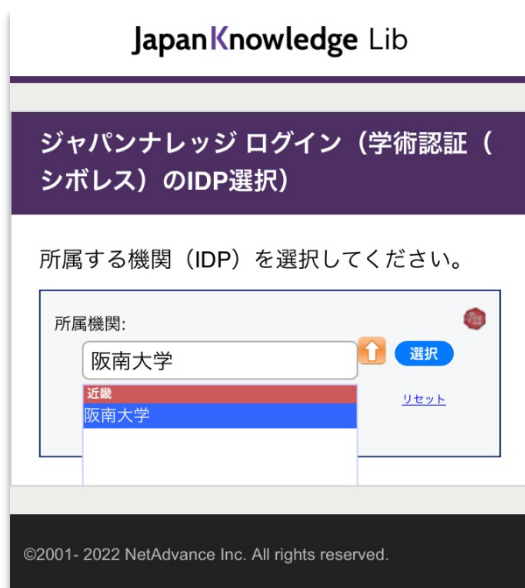 JapanKnowledge Lib
ジャパンナレッジ ログイン（学術認証（
シボレス）のIDP選択）
所属する機関（IDP）を選択してください。
所属機関:
阪南大学
選択
近畿
リセット
阪南大学
©2001- 2022 NetAdvance Inc. All rights reserved.